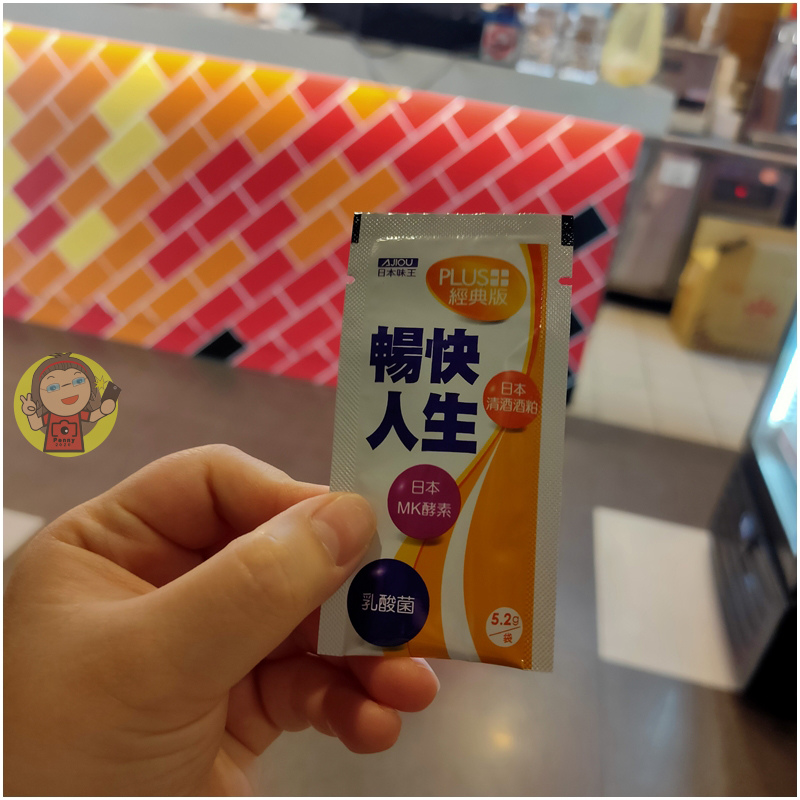 AJIOU
日本味王
PLUS
經典版
暢快
人生
日本
清酒酒粕
日本
MK酵素
乳酸菌
5.2g
袋
Penny